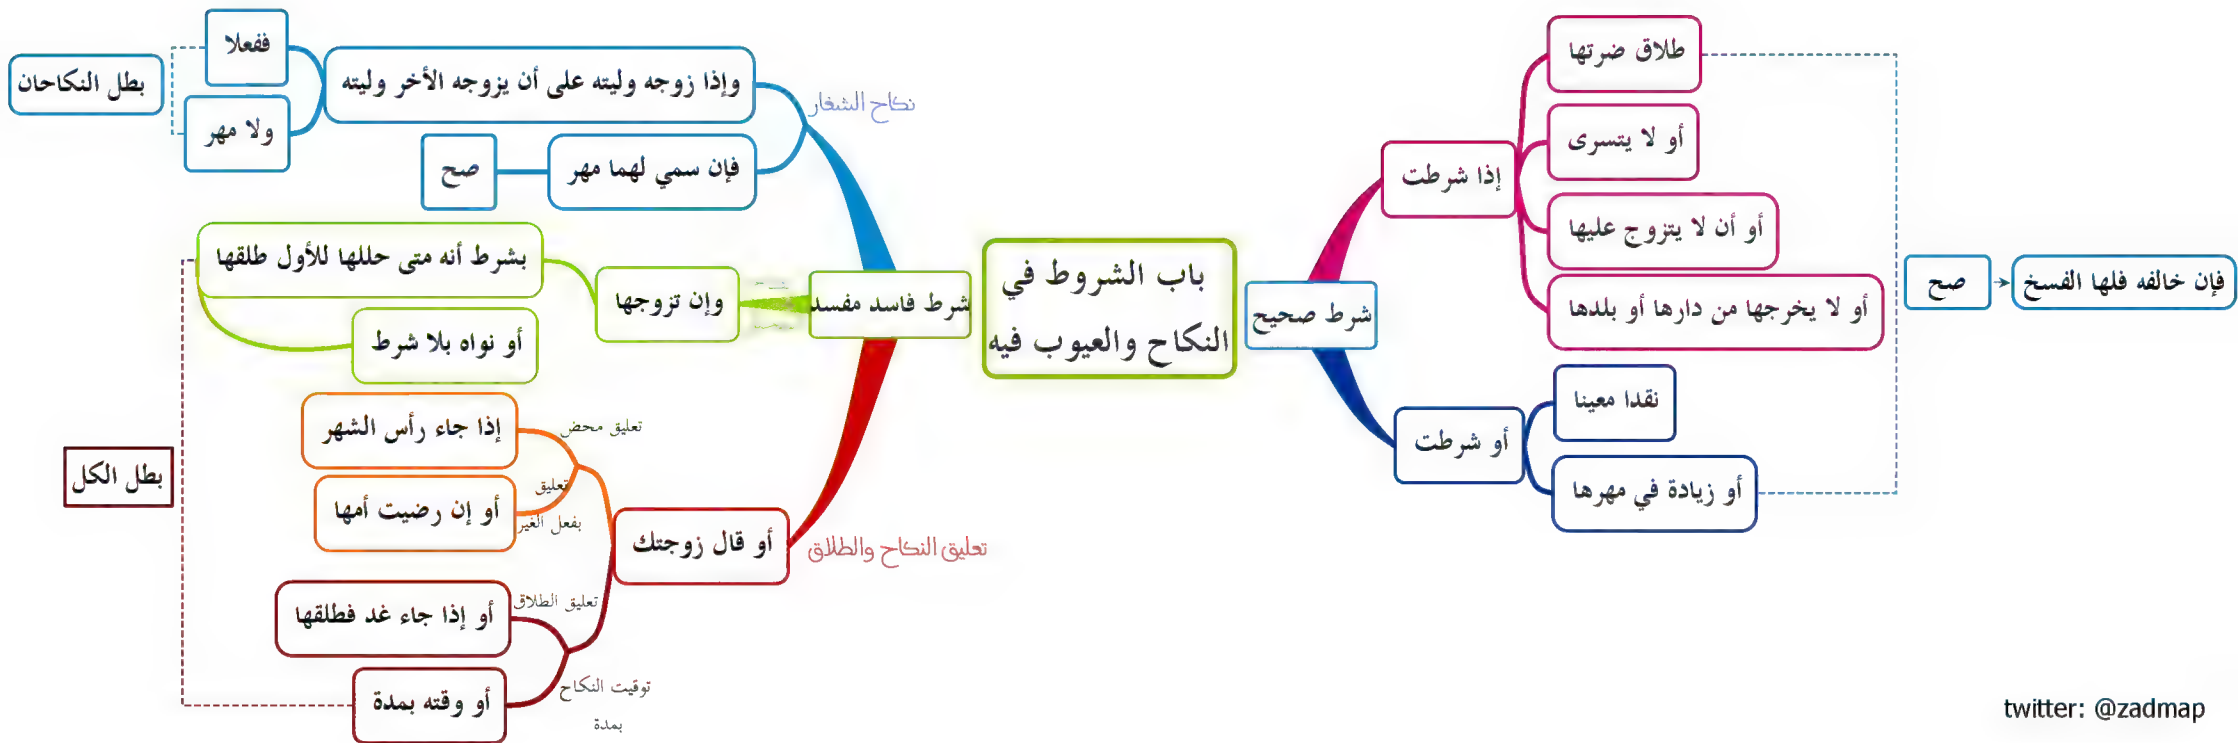 باب الشروط في
النكاح والعيوب فيه
شرط صحيح
إذا شرطت
طلاق ضرتها
أو لا يتسرى
أو أن لا يتزوج عليها
أو لا يخرجها من دارها أو بلدها
أو شرطت
نقدا معينا
أو زيادة في مهرها
صح
فإن خالفه فلها الفسخ
شرط فاسد مفسد
نكاح الشغار
وإذا زوجه وليته على أن يزوجه الأخر وليته
ففعلا
ولا مهر
بطل النكاحان
فإن سمي لهما مهر
صح
وإن تزوجها
بشرط أنه متى حللها للأول طلقها
أو نواه بلا شرط
تعليق النكاح والطلاق
أو قال زوجتك
تعليق محض
إذا جاء رأس الشهر
تعليق
بفعل الغير
أو إن رضيت أمها
تعليق الطلاق
أو إذا جاء غد فطلقها
توقيت النكاح
بمدة
أو وقته بمدة
بطل الكل
twitter: @zadmap